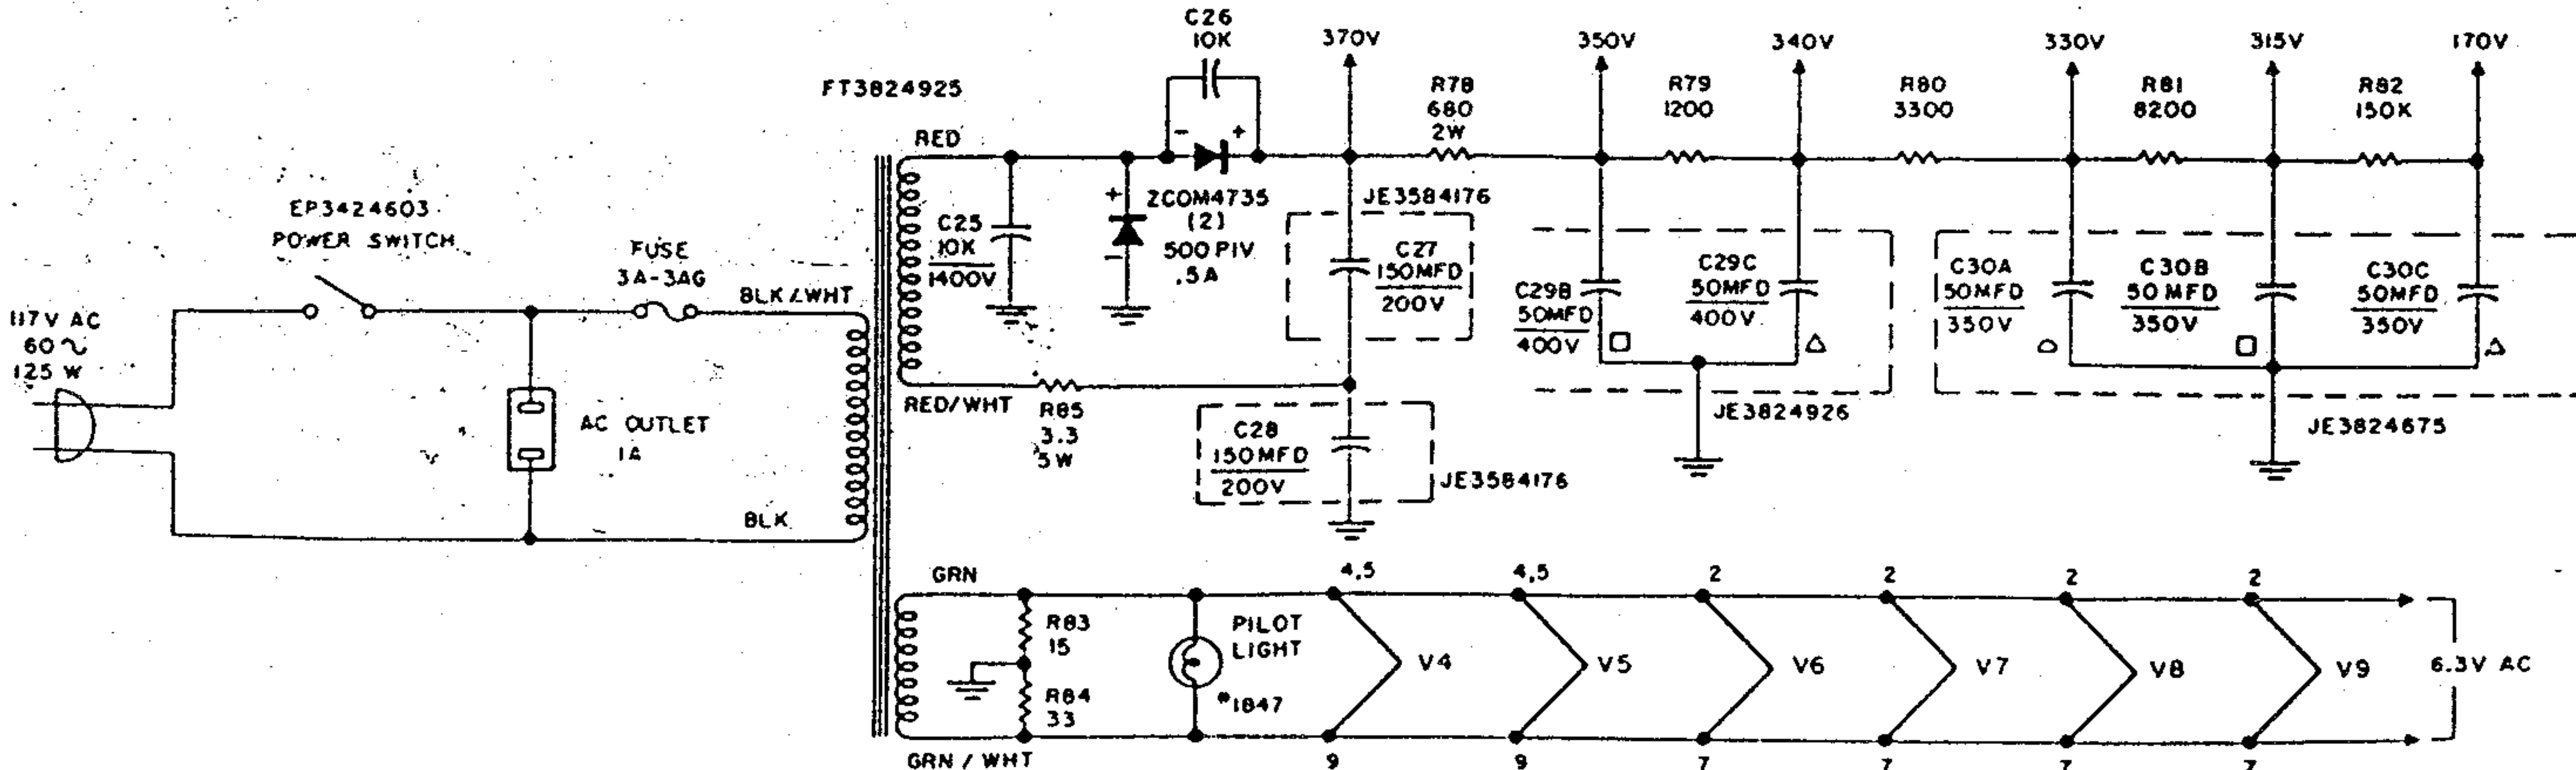 C26
10K
370V
350V
340V
330V
315V
170V
FT3824925
R78
680
2W
R79
1200
R80
3300
R81
8200
R82
150K
RED
- +
EP3424603
POWER SWITCH
FUSE
3A-3AG
BLK/WHT
C25
10K
1400V
+
-
2COM4735
(2)
500 PIV
.5A
JE3584176
C27
150MFD
200V
C29B
50MFD
400V
C29C
50MFD
400V
C30A
50MFD
350V
C30B
50 MFD
350V
C30C
50MFD
350V
117V AC
60 ~
125 W
AC OUTLET
1A
RED/WHT
R85
3.3
5W
C28
150MFD
200V
JE3584176
JE3824926
JE3824675
BLK
GRN
4,5
4,5
2
2
2
2
R83
15
R84
33
PILOT
LIGHT
#1847
V4
V5
V6
V7
V8
V9
6.3V AC
GRN / WHT
9
9
7
7
7
7